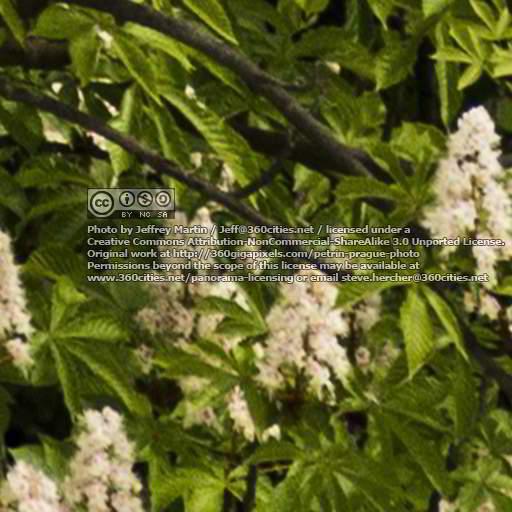 cc
BY NC SA
Photo by Jeffrey Martin / Jeff@360cities.net / licensed under a
Creative Commons Attribution-NonCommercial-ShareAlike 3.0 Unported License.
Original work at http://360gigapixels.com/petrin-prague-photo
Permissions beyond the scope of this license may be available at
www.360cities.net/panorama-licensing or email steve.hercher@360cities.net